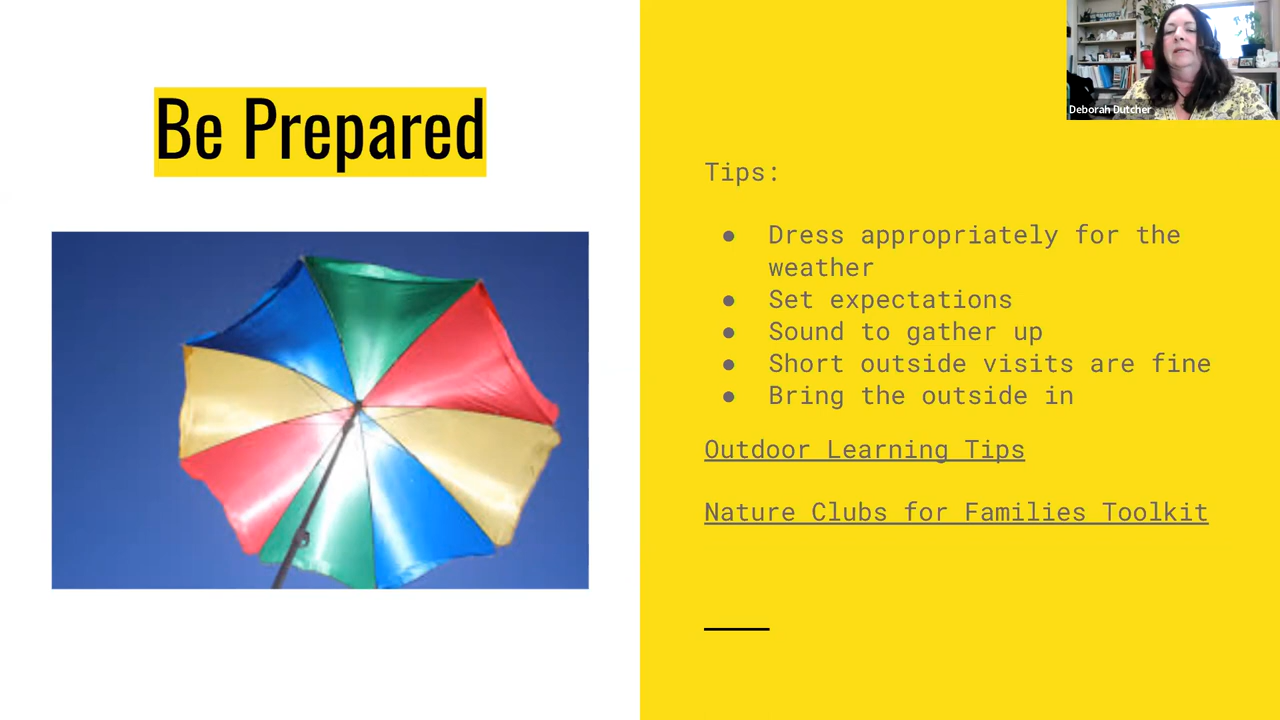 Be Prepared
Deborah Dutcher
Tips:
● Dress appropriately for the
weather
● Set expectations
● Sound to gather up
● Short outside visits are fine
● Bring the outside in
Outdoor Learning Tips
Nature Clubs for Families Toolkit